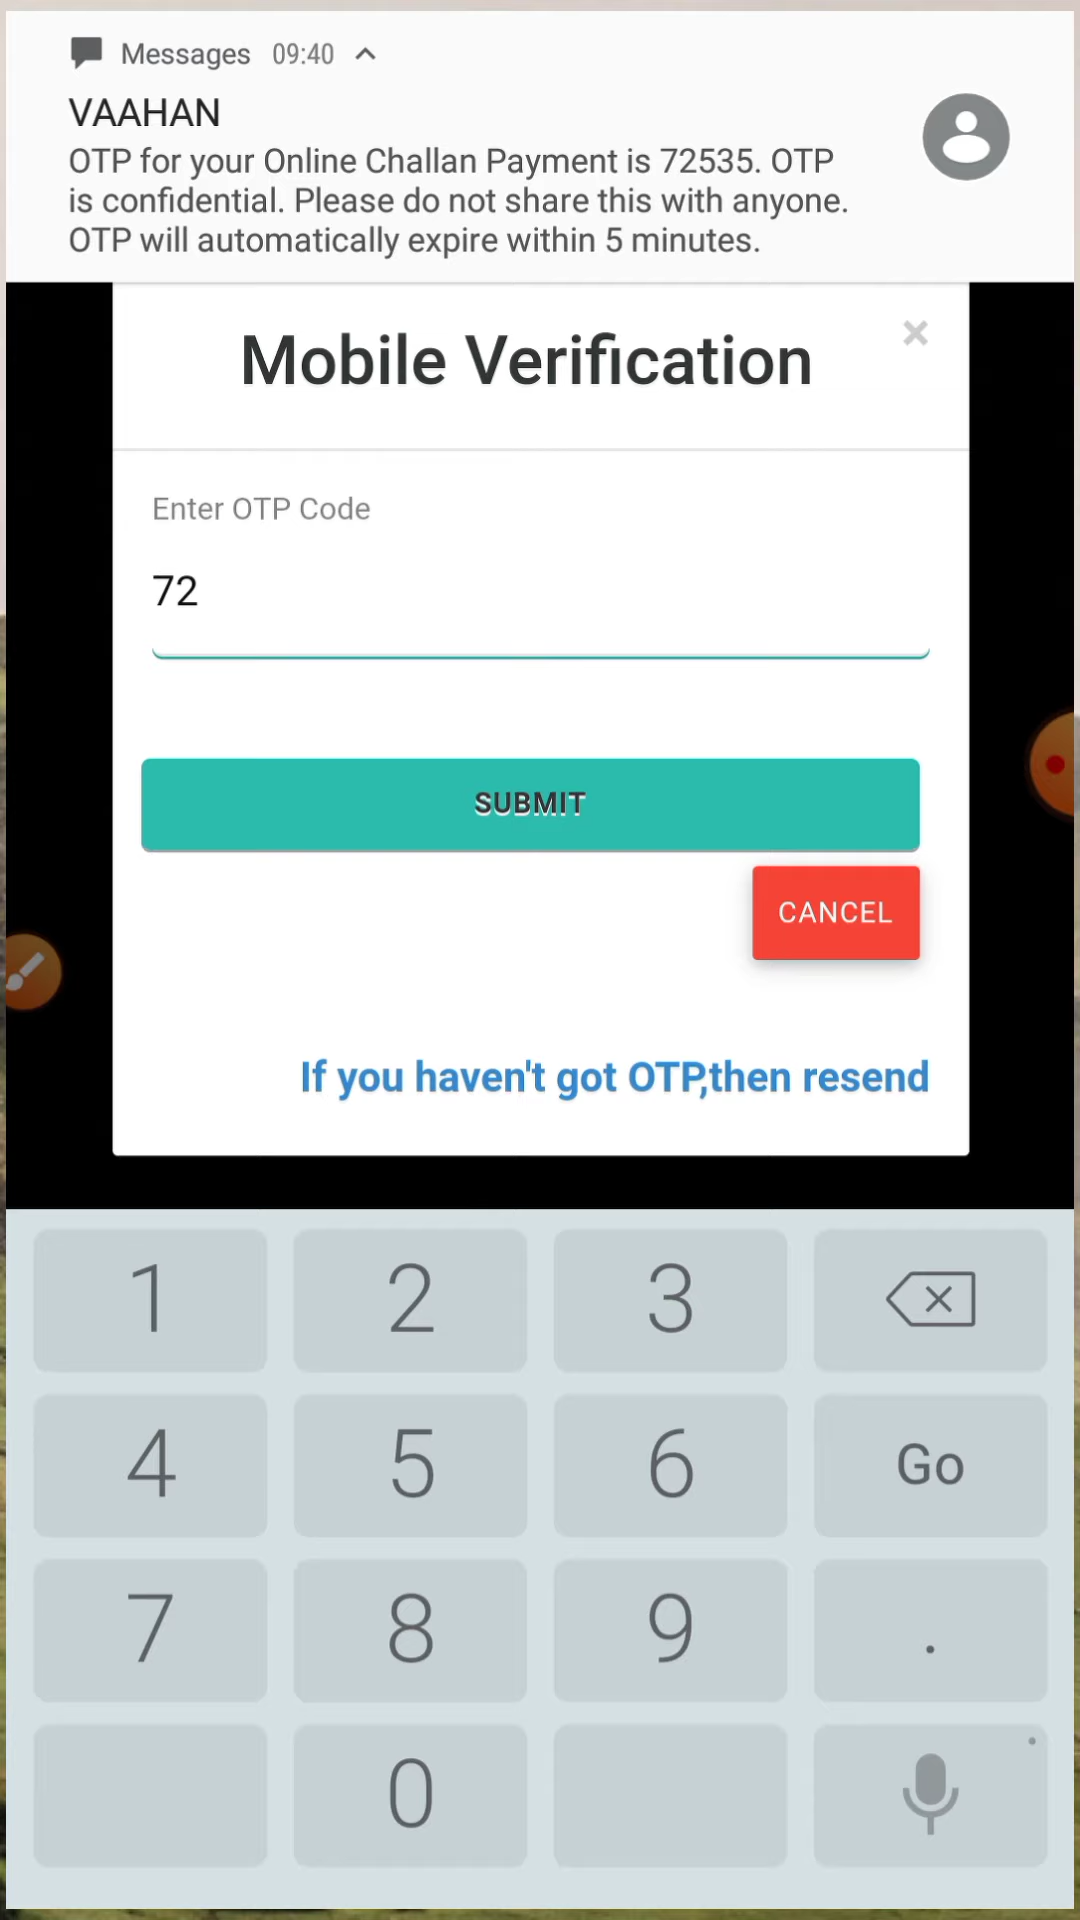 Messages 09:40
VAAHAN
OTP for your Online Challan Payment is 72535. OTP
is confidential. Please do not share this with anyone.
OTP will automatically expire within 5 minutes.
×
Mobile Verification
Enter OTP Code
72
SUBMIT
CANCEL
If you haven't got OTP,then resend
1 2 3
4 5 6 Go
7 8 9 .
0